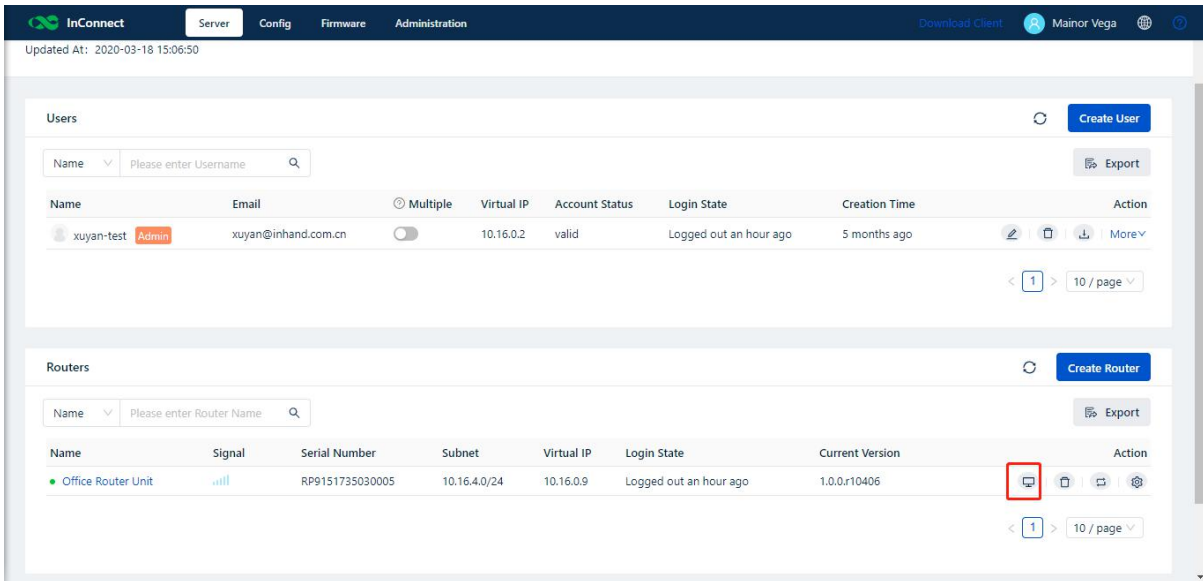 InConnect Server Config Firmware Administration Download Client Mainor Vega
Updated At: 2020-03-18 15:06:50
Users Create User
Name Please enter Username Export
Name Email Multiple Virtual IP Account Status Login State Creation Time Action
xuyan-test Admin xuyan@inhand.com.cn 10.16.0.2 valid Logged out an hour ago 5 months ago More
< 1 > 10 / page
Routers Create Router
Name Please enter Router Name Export
Name Signal Serial Number Subnet Virtual IP Login State Current Version Action
Office Router Unit RP9151735030005 10.16.4.0/24 10.16.0.9 Logged out an hour ago 1.0.0.r10406
< 1 > 10 / page